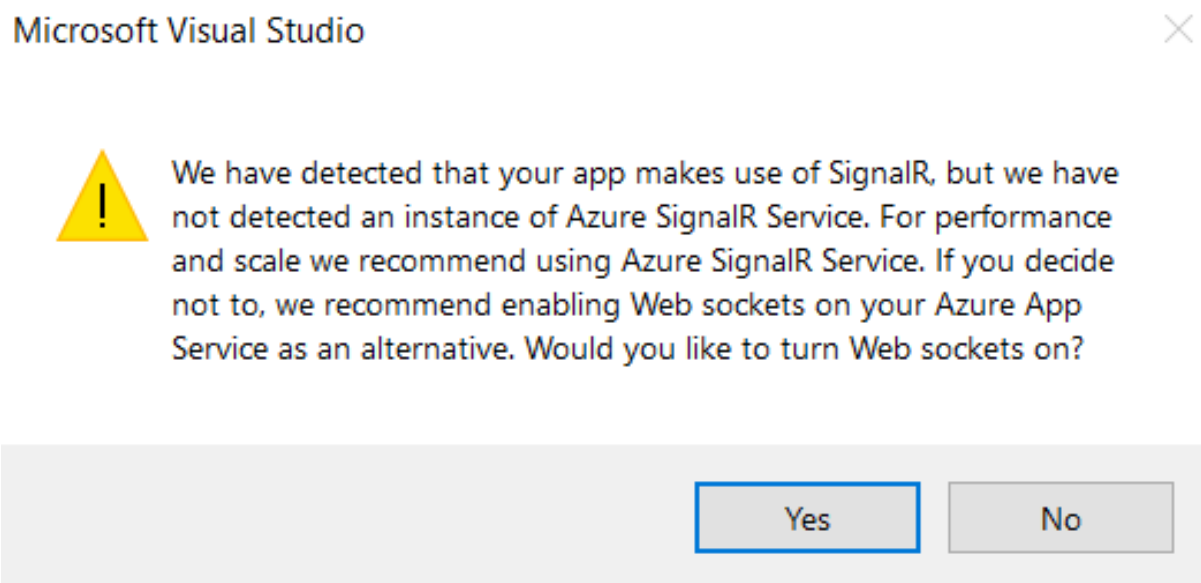 Microsoft Visual Studio
We have detected that your app makes use of SignalR, but we have
not detected an instance of Azure SignalR Service. For performance
and scale we recommend using Azure SignalR Service. If you decide
not to, we recommend enabling Web sockets on your Azure App
Service as an alternative. Would you like to turn Web sockets on?
Yes
No